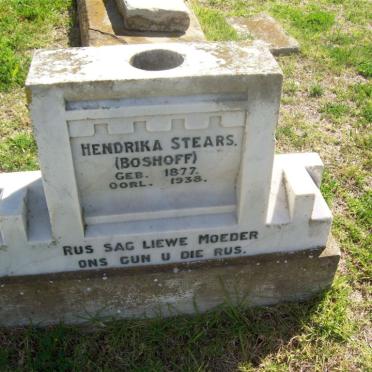 HENDRIKA STEARS.
(BOSHOFF)
GEB. 1877.
OORL. 1938.
RUS SAG LIEWE MOEDER
ONS GUN U DIE RUS.